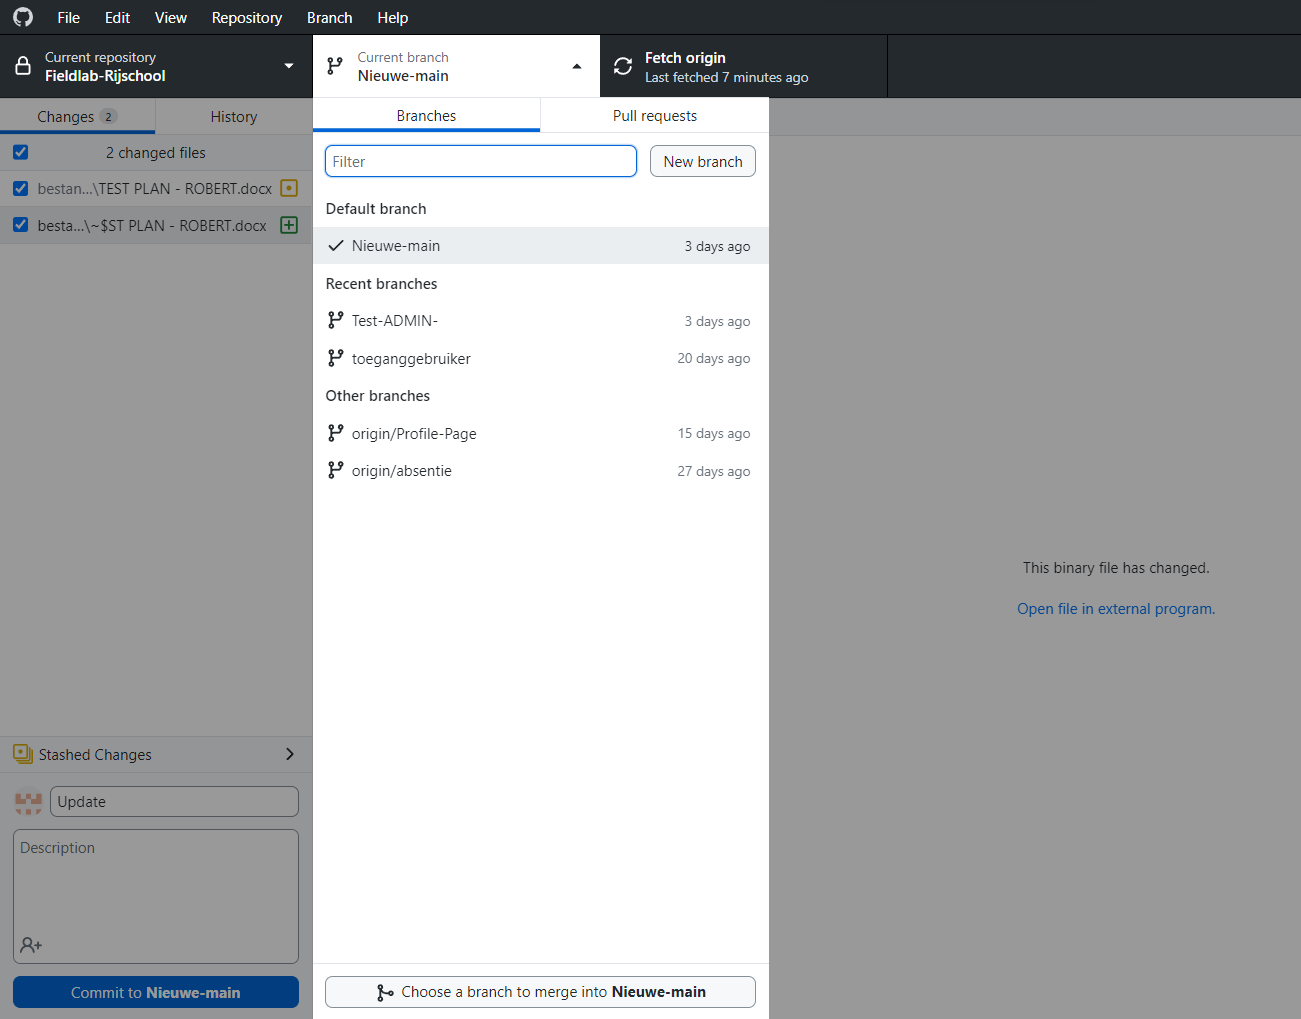 File Edit View Repository Branch Help
Current repository
Fieldlab-Rijschool
Current branch
Nieuwe-main
Fetch origin
Last fetched 7 minutes ago
Changes 2
History
2 changed files
bestan...\TEST PLAN - ROBERT.docx
besta...\~$ST PLAN - ROBERT.docx
Branches
Pull requests
Filter
New branch
Default branch
Nieuwe-main 3 days ago
Recent branches
Test-ADMIN- 3 days ago
toeganggebruiker 20 days ago
Other branches
origin/Profile-Page 15 days ago
origin/absentie 27 days ago
This binary file has changed.
Open file in external program.
Stashed Changes
Update
Description
Commit to Nieuwe-main
Choose a branch to merge into Nieuwe-main